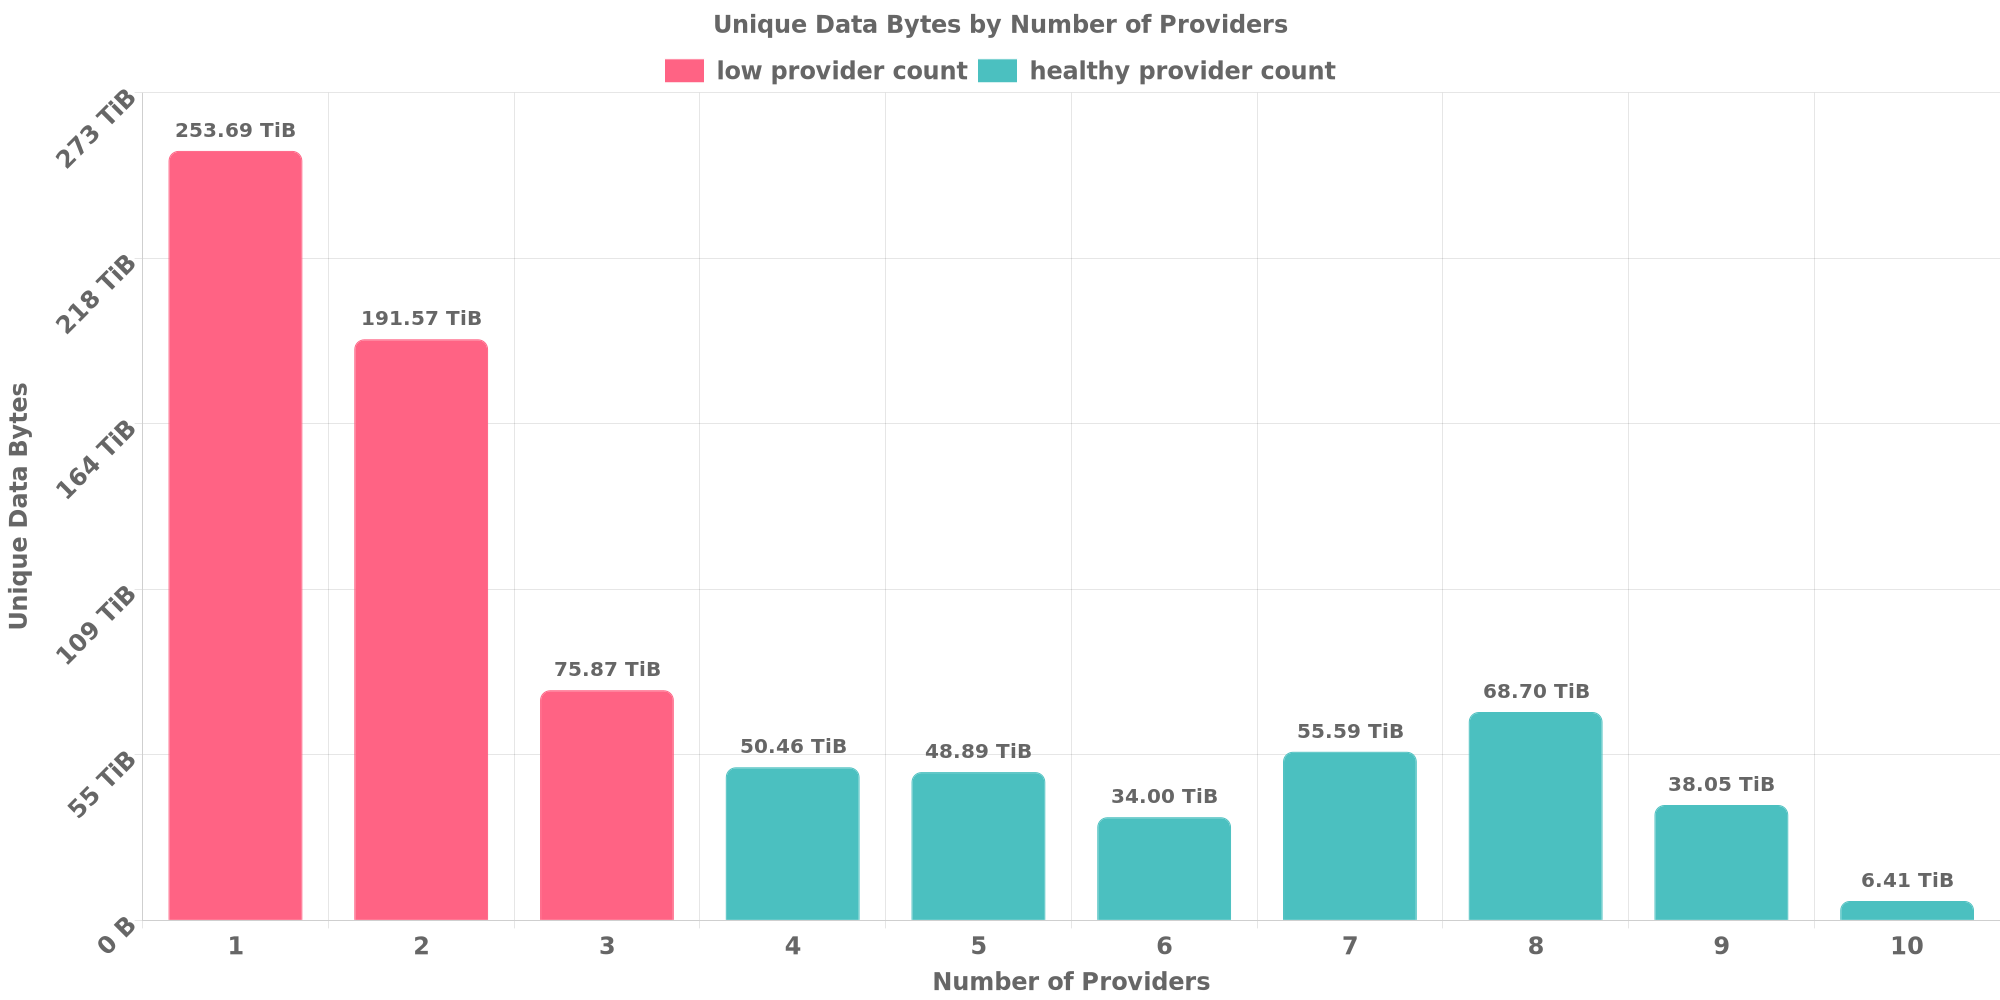 Unique Data Bytes by Number of Providers
low provider count healthy provider count
273 TiB
218 TiB
164 TiB
109 TiB
55 TiB
0 B
Unique Data Bytes
253.69 TiB
191.57 TiB
75.87 TiB
50.46 TiB
48.89 TiB
34.00 TiB
55.59 TiB
68.70 TiB
38.05 TiB
6.41 TiB
1 2 3 4 5 6 7 8 9 10
Number of Providers